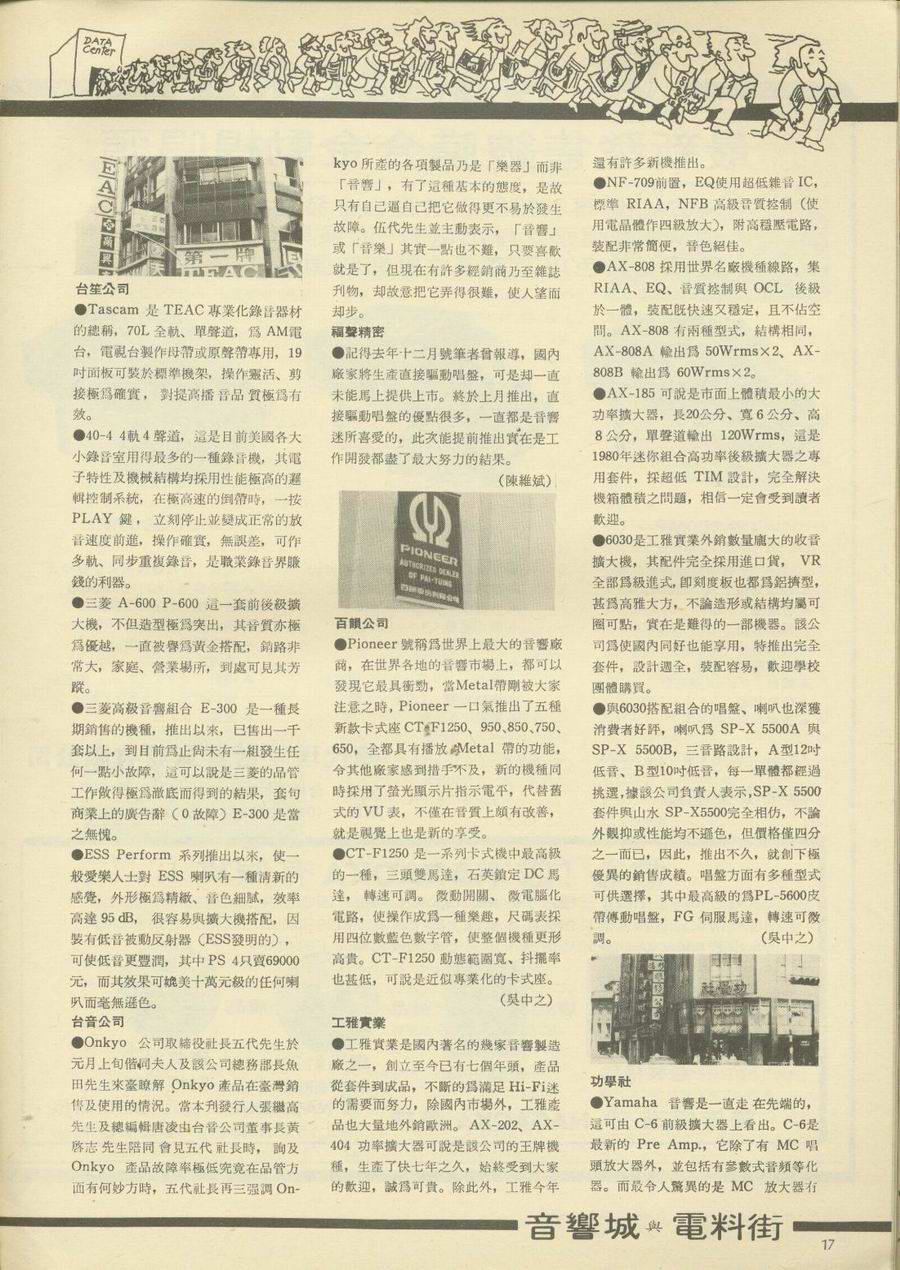 DATA
Center
TEAC
第一牌
TEAC
台笙公司
●Tascam 是 TEAC 專業化錄音器材
的總稱，70L 全軌、單聲道，爲 AM電
台，電視台製作母帶或原聲帶專用，19
吋面板可裝於標準機架，操作靈活、剪
接極爲確實， 對提高播音品質極爲有
效。
●40-4 4軌4聲道，這是目前美國各大
小錄音室用得最多的一種錄音機，其電
子特性及機械結構均採用性能極高的邏
輯控制系統，在極高速的倒帶時，一按
PLAY 鍵， 立刻停止並變成正常的放
音速度前進，操作確實，無誤差，可作
多軌、同步重複錄音，是職業錄音界賺
錢的利器。
●三菱 A-600 P-600 這一套前後級擴
大機，不但造型極爲突出，其音質亦極
爲優越，一直被譽爲黃金搭配，銷路非
常大，家庭、營業場所，到處可見其芳
蹤。
●三菱高級音響組合 E-300 是一種長
期銷售的機種，推出以來，已售出一千
套以上，到目前爲止尙未有一組發生任
何一點小故障，這可以說是三菱的品管
工作做得極爲澈底而得到的結果，套句
商業上的廣告辭（0故障）E-300 是當
之無愧。
●ESS Perform 系列推出以來，使一
般愛樂人士對 ESS 喇叭有一種清新的
感覺，外形極爲精緻、音色細膩，效率
高達 95 dB， 很容易與擴大機搭配，因
裝有低音被動反射器（ESS發明的），
可使低音更豐潤，其中PS 4只賣69000
元，而其效果可媲美十萬元級的任何喇
叭而毫無遜色。
台音公司
●Onkyo 公司取締役社長五代先生於
元月上旬偕同夫人及該公司總務部長魚
田先生來臺瞭解 Onkyo 產品在臺灣銷
售及使用的情況。當本刊發行人張繼高
先生及總編輯唐凌由台音公司董事長黃
啓志先生陪同會見五代社長時， 詢及
Onkyo 產品故障率極低究竟在品管方
面有何妙方時，五代社長再三强調 On-
kyo 所產的各項製品乃是「樂器」而非
「音響」，有了這種基本的態度，是故
只有自己逼自己把它做得更不易於發生
故障。伍代先生並主動表示，「音響」
或「音樂」其實一點也不難，只要喜歡
就是了，但現在有許多經銷商乃至雜誌
刋物，却故意把它弄得很難，使人望而
却步。
福聲精密
●記得去年十二月號筆者曾報導，國內
廠家將生產直接驅動唱盤，可是却一直
未能馬上提供上市。終於上月推出，直
接驅動唱盤的優點很多，一直都是音響
迷所喜愛的，此次能提前推出實在是工
作開發都盡了最大努力的結果。
（陳維斌）
PIONEER
AUTHORIZED DEALER
OF PAI-YUING
百韻公司
●Pioneer 號稱爲世界上最大的音響廠
商，在世界各地的音響市場上，都可以
發現它最具衝勁，當Metal帶剛被大家
注意之時，Pioneer 一口氣推出了五種
新款卡式座 CT-F1250、950,850,750、
650，全都具有播放 Metal 帶的功能，
令其他廠家感到措手不及，新的機種同
時採用了螢光顯示片指示電平，代替舊
式的 VU 表，不僅在音質上頗有改善，
就是視覺上也是新的享受。
●CT-F1250 是一系列卡式機中最高級
的一種，三頭雙馬達，石英鎖定 DC 馬
達， 轉速可調。 微動開關、 微電腦化
電路，使操作成爲一種樂趣，尺碼表採
用四位數藍色數字管，使整個機種更形
高貴。CT-F1250 動態範圍寬、抖擺率
也甚低，可說是近似專業化的卡式座。
（吳中之）
工雅實業
●工雅實業是國內著名的幾家音響製造
廠之一，創立至今已有七個年頭，產品
從套件到成品，不斷的爲滿足 Hi-Fi迷
的需要而努力，除國內市場外，工雅產
品也大量地外銷歐洲。 AX-202、AX-
404 功率擴大器可說是該公司的王牌機
種，生產了快七年之久，始終受到大家
的歡迎，誠爲可貴。除此外，工雅今年
還有許多新機推出。
●NF-709前置，EQ使用超低雜音 IC，
標準 RIAA，NFB 高級音質控制（使
用電晶體作四級放大），附高穩壓電路，
裝配非常簡便，音色絕佳。
●AX-808 採用世界名廠機種線路，集
RIAA、EQ、音質控制與 OCL 後級
於一體，裝配旣快速又穩定，且不佔空
間。AX-808 有兩種型式，結構相同，
AX-808A 輸出爲 50Wrms×2、AX-
808B 輸出爲 60Wrms×2。
●AX-185 可說是市面上體積最小的大
功率擴大器，長20公分、寬6公分、高
8公分，單聲道輸出 120Wrms，這是
1980年迷你組合高功率後級擴大器之專
用套件，採超低 TIM 設計，完全解決
機箱體積之問題，相信一定會受到讀者
歡迎。
●6030是工雅實業外銷數量龐大的收音
擴大機，其配件完全採用進口貨， VR
全部爲級進式，卽刻度板也都爲鋁擠型，
甚爲高雅大方，不論造形或結構均屬可
圈可點，實在是難得的一部機器。該公
司爲使國內同好也能享用，特推出完全
套件，設計週全，裝配容易，歡迎學校
團體購買。
●與6030搭配組合的唱盤、喇叭也深獲
消費者好評，喇叭爲 SP-X 5500A 與
SP-X 5500B，三音路設計，A型12吋
低音、B型10吋低音，每一單體都經過
挑選,據該公司負責人表示,SP-X 5500
套件與山水 SP-X5500完全相仿，不論
外觀抑或性能均不遜色，但價格僅四分
之一而已，因此，推出不久，就創下極
優異的銷售成績。唱盤方面有多種型式
可供選擇，其中最高級的爲PL-5600皮
帶傳動唱盤，FG 伺服馬達，轉速可微
調。 （吳中之）
社學功
功學社
●Yamaha 音響是一直走在先端的，
這可由 C-6 前級擴大器上看出。C-6是
最新的 Pre Amp.，它除了有 MC 唱
頭放大器外，並包括有參數式音頻等化
器。而最令人驚異的是 MC 放大器有
音響城與電料街
17